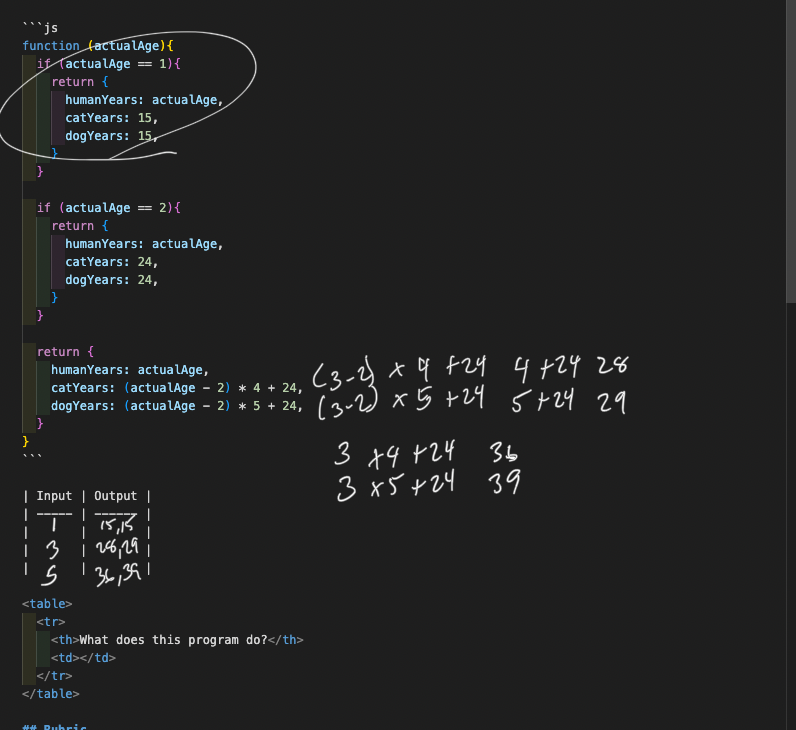 ```js
function (actualAge){
if (actualAge == 1){
return {
humanYears: actualAge,
catYears: 15,
dogYears: 15,
}
}
if (actualAge == 2){
return {
humanYears: actualAge,
catYears: 24,
dogYears: 24,
}
}
return {
humanYears: actualAge,
catYears: (actualAge - 2) * 4 + 24, (3-2) x 4 +24 4 +24 28
dogYears: (actualAge - 2) * 5 + 24, (3-2) x 5 +24 5 +24 29
}
}
```
3 x4 +24 36
3 x5 +24 39
| Input | Output |
| ----- | ------ |
| 1 | 15,15 |
| 3 | 28,29 |
| 5 | 36,39 |
<table>
<tr>
<th>What does this program do?</th>
<td></td>
</tr>
</table>
## Rubric